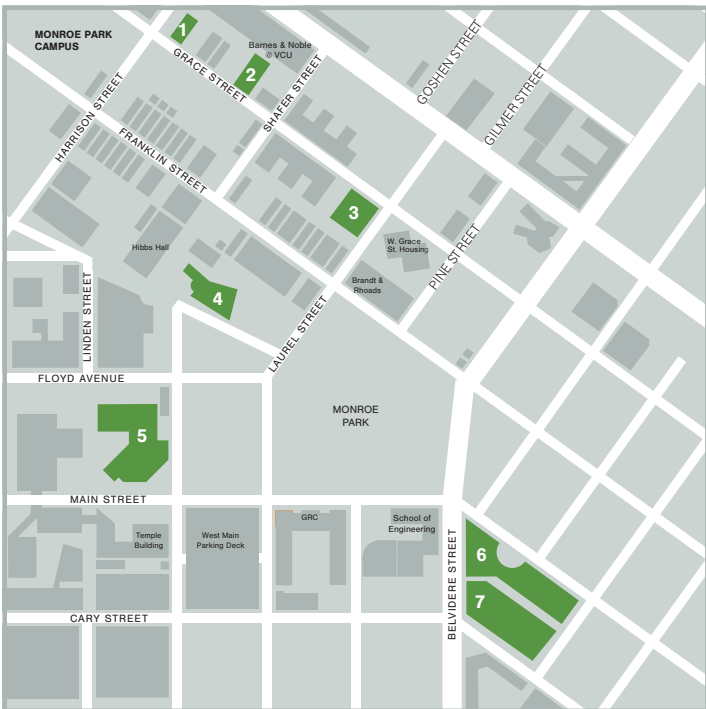 MONROE PARK
CAMPUS
1
Barnes & Noble
@ VCU
2
GRACE STREET
SHAFER STREET
GOSHEN STREET
GILMER STREET
HARRISON STREET
FRANKLIN STREET
3
Hibbs Hall
W. Grace
St. Housing
PINE STREET
Brandt &
Rhoads
4
LINDEN STREET
LAUREL STREET
FLOYD AVENUE
MONROE
PARK
5
MAIN STREET
GRC
School of
Engineering
Temple
Building
West Main
Parking Deck
BELVIDERE STREET
6
7
CARY STREET